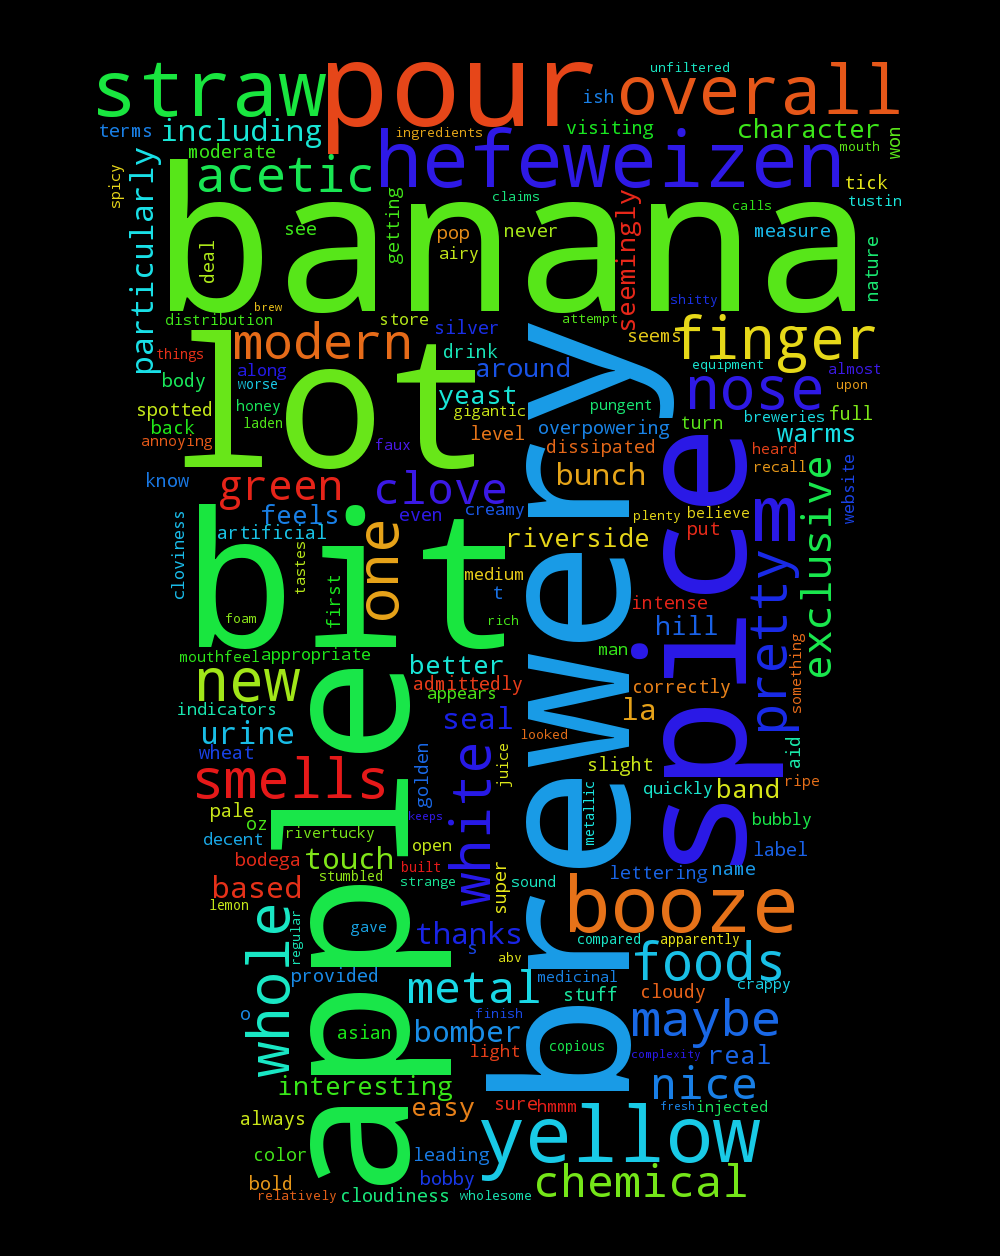 unfiltered
straw
pour
overall
ish
terms
including
ingredients
visiting
character
won
moderate
hefeweizen
mouth
spicy
particularly
acetic
tick
banana
getting
claims
seemingly
calls
tustin
see
pop
never
measure
deal
airy
nature
brew
shitty
distribution
store
attempt
modern
silver
seems
finger
things
lot
drink
body
along
around
equipment
almost
worse
yeast
nose
upon
spotted
honey
gigantic
pungent
breweries
full
back
laden
level
overpowering
turn
warms
annoying
faux
dissipated
heard
know
green
clove
bunch
recall
exclusive
website
feels
even
creamy
plenty
believe
m
cloviness
artificial
bit
one
riverside
put
tastes
first
medium
t
intense
pretty
foam
rich
hill
mouthfeel
appropriate
better
man
spice
something
new
admittedly
correctly
indicators
appears
la
urine
seal
looked
brewery
wheat
golden
white
juice
slight
aid
smells
metallic
quickly
band
ripe
pale
oz
keeps
bubbly
decent
rivertucky
open
label
bodega
touch
built
lettering
name
based
stumbled
strange
super
sound
booze
lemon
whole
regular
gave
thanks
s
abv
compared
apparently
provided
metal
medicinal
foods
stuff
cloudy
crappy
o
asian
bomber
finish
maybe
light
copious
complexity
real
interesting
apple
nice
easy
sure
hmmm
fresh
injected
always
yellow
color
leading
bold
bobby
chemical
relatively
cloudiness
wholesome